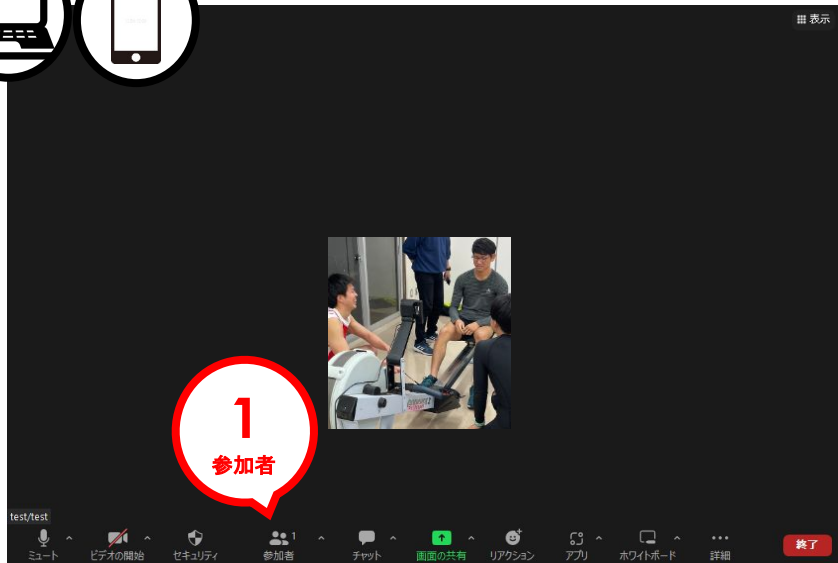 表示
1
参加者
test/test
1
ミュート
ビデオの開始
セキュリティ
参加者
チャット
画面の共有
リアクション
アプリ
ホワイトボード
詳細
終了